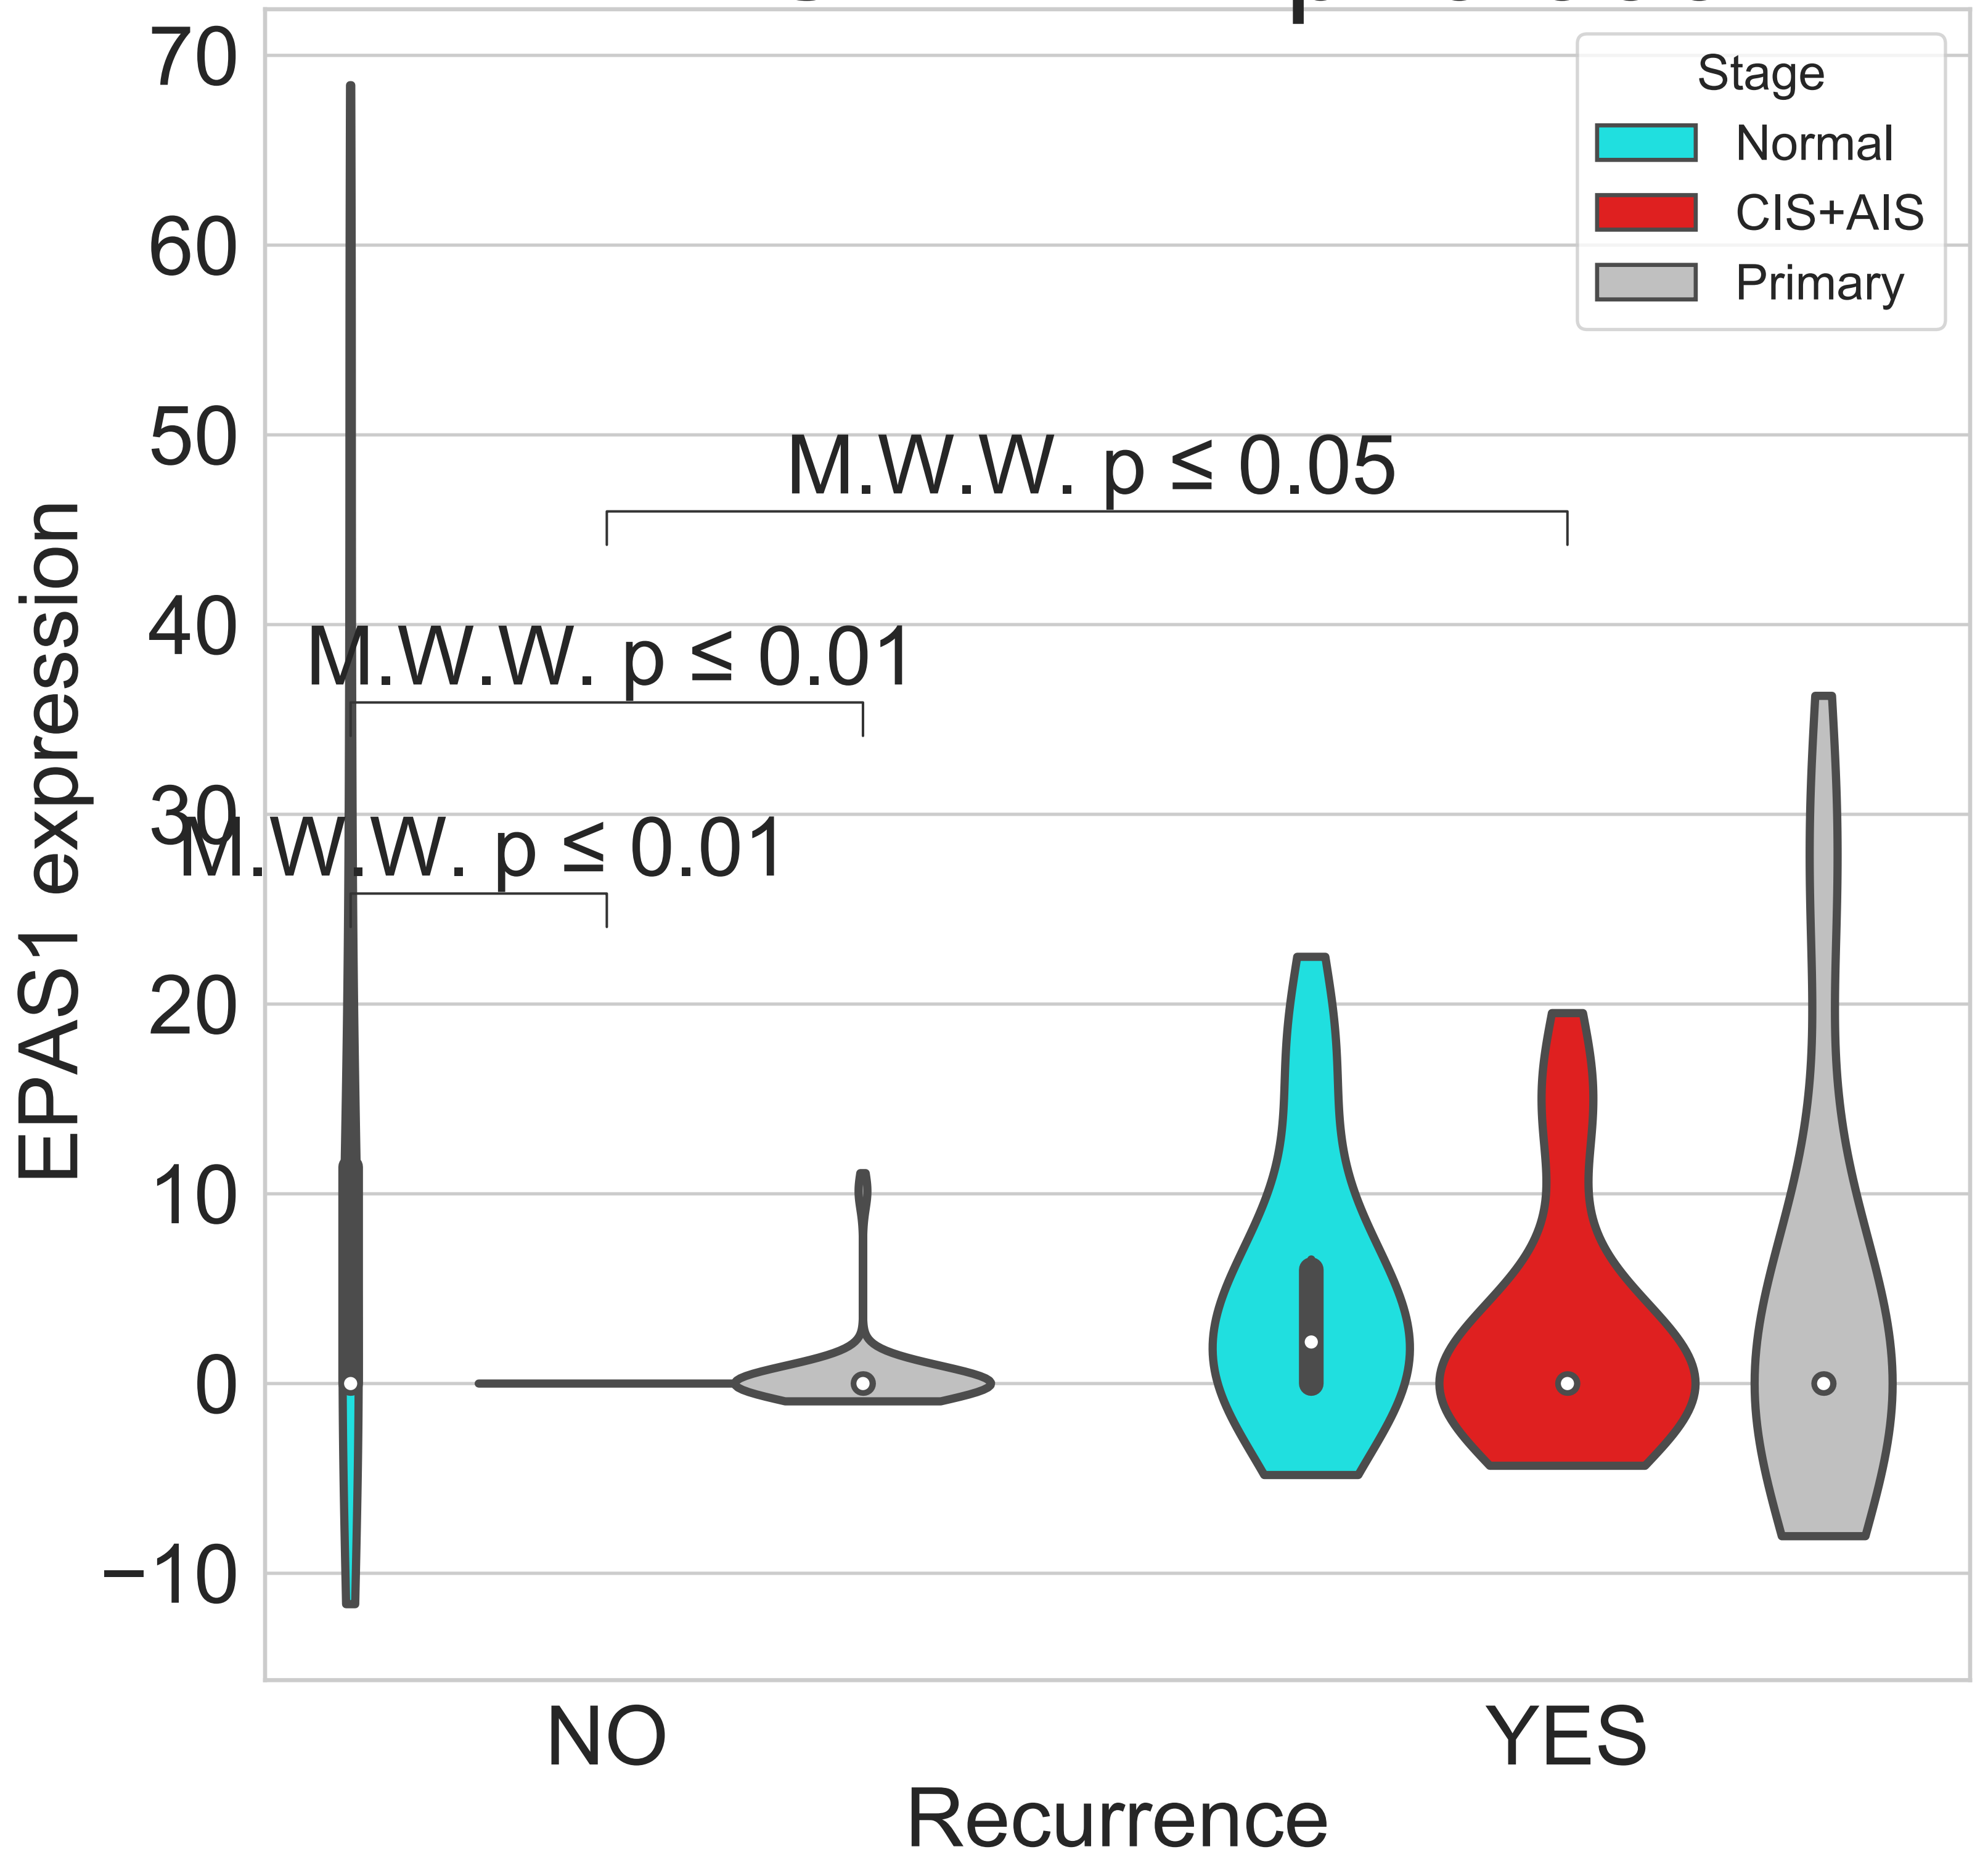 70
60
50
40
30
20
10
0
−10
EPAS1 expression
Stage
Normal
CIS+AIS
Primary
M.W.W. p ≤ 0.05
M.W.W. p ≤ 0.01
M.W.W. p ≤ 0.01
NO
YES
Recurrence